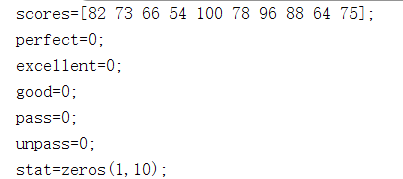 scores=[82 73 66 54 100 78 96 88 64 75];
perfect=0;
excellent=0;
good=0;
pass=0;
unpass=0;
stat=zeros(1,10);